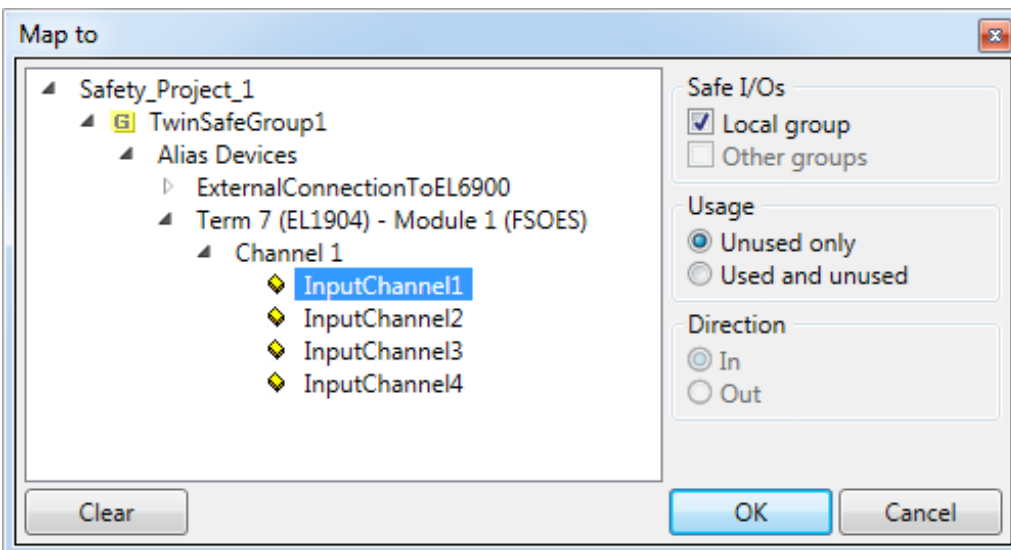 Map to
Safety_Project_1
G TwinSafeGroup1
Alias Devices
ExternalConnectionToEL6900
Term 7 (EL1904) - Module 1 (FSOES)
Channel 1
InputChannel1
InputChannel2
InputChannel3
InputChannel4
Safe I/Os
Local group
Other groups
Usage
Unused only
Used and unused
Direction
In
Out
Clear
OK
Cancel